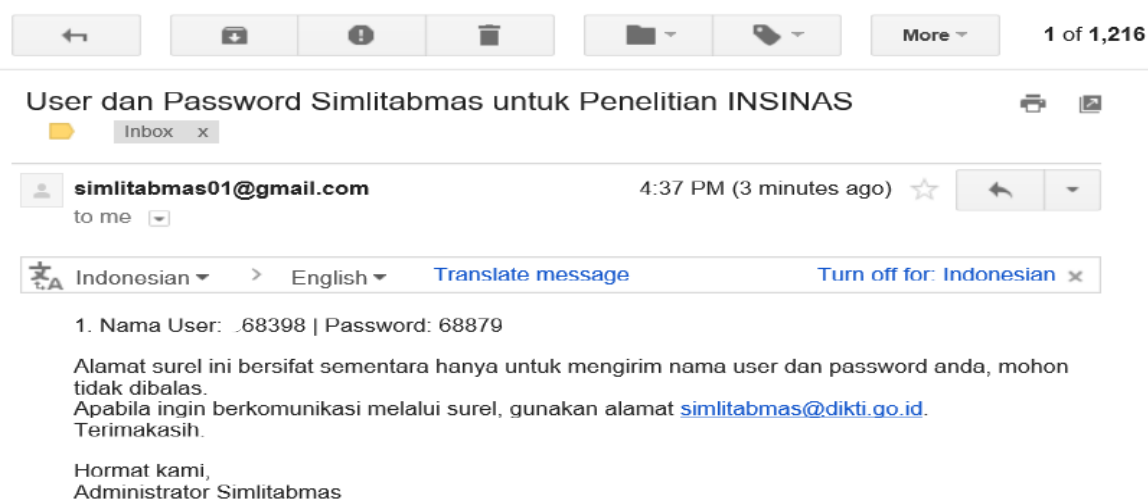 More
1 of 1,216
User dan Password Simlitabmas untuk Penelitian INSINAS
Inbox x
simlitabmas01@gmail.com 4:37 PM (3 minutes ago)
to me
Indonesian > English Translate message Turn off for: Indonesian x
1. Nama User: 68398 | Password: 68879
Alamat surel ini bersifat sementara hanya untuk mengirim nama user dan password anda, mohon
tidak dibalas.
Apabila ingin berkomunikasi melalui surel, gunakan alamat simlitabmas@dikti.go.id.
Terimakasih.
Hormat kami,
Administrator Simlitabmas